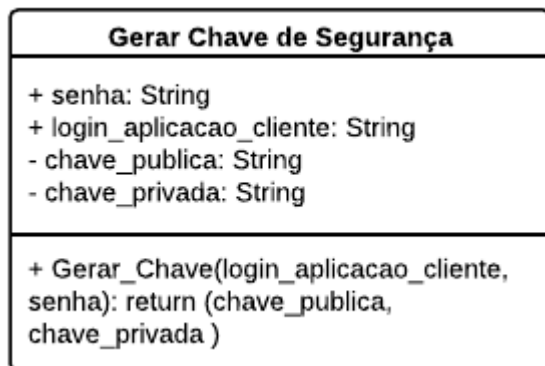 Gerar Chave de Segurança
+ senha: String
+ login_aplicacao_cliente: String
- chave_publica: String
- chave_privada: String
+ Gerar_Chave(login_aplicacao_cliente,
senha): return (chave_publica,
chave_privada )